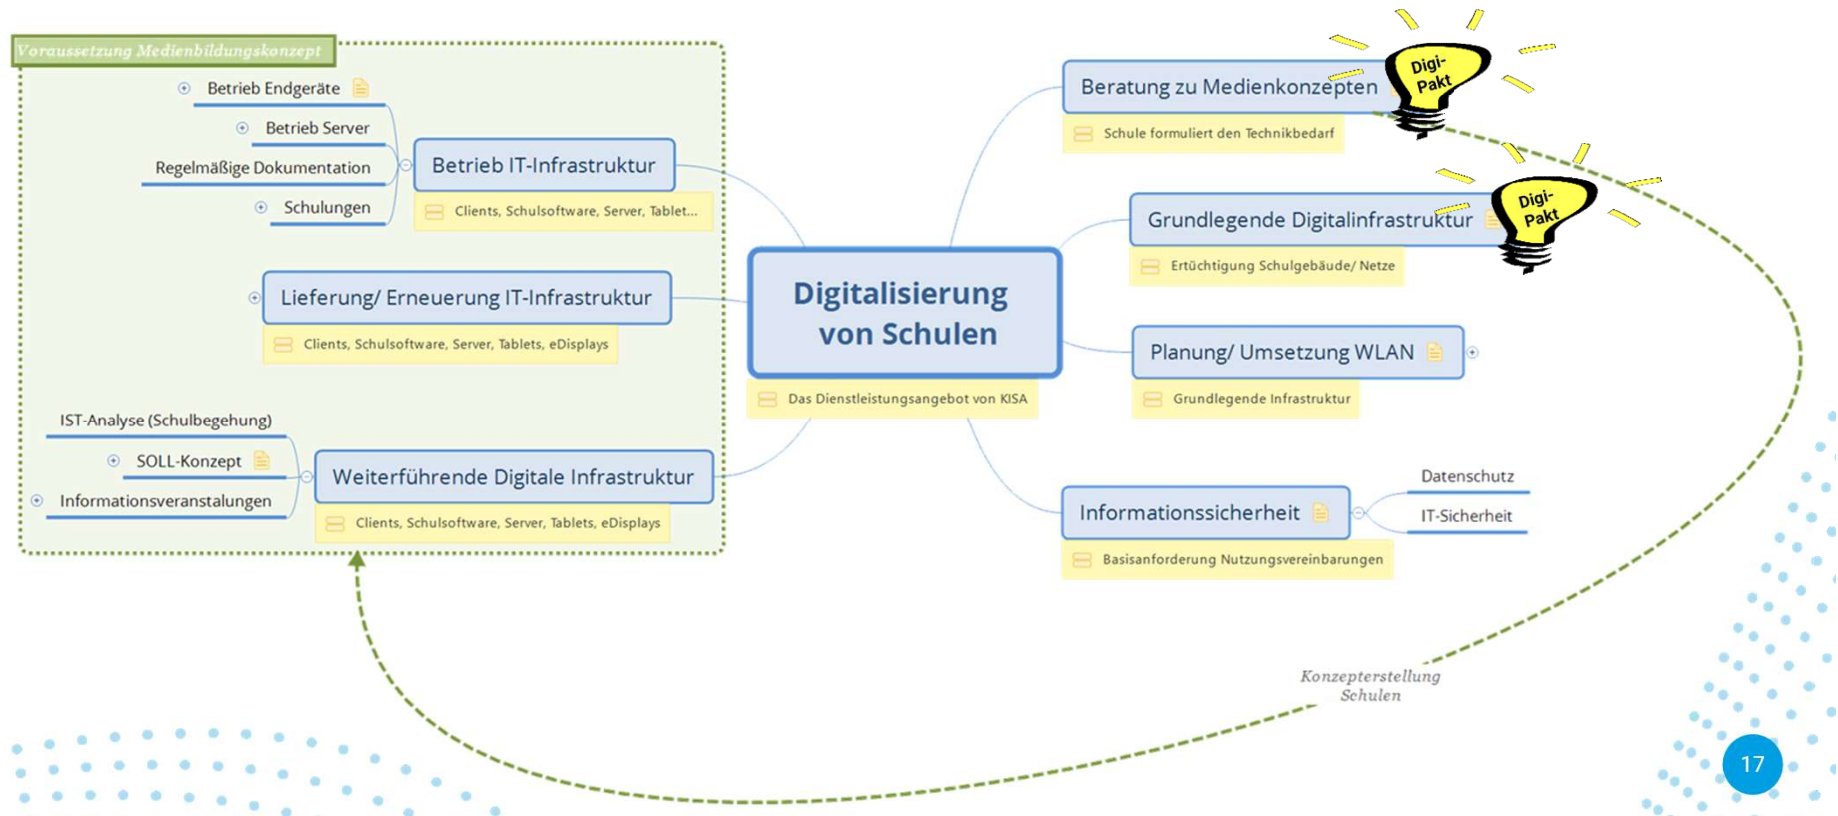 Voraussetzung Medienbildungskonzept
Betrieb Endgeräte
Betrieb Server
Regelmäßige Dokumentation
Schulungen
Betrieb IT-Infrastruktur
Clients, Schulsoftware, Server, Tablet...
Lieferung/ Erneuerung IT-Infrastruktur
Clients, Schulsoftware, Server, Tablets, eDisplays
IST-Analyse (Schulbegehung)
SOLL-Konzept
Informationsveranstalungen
Weiterführende Digitale Infrastruktur
Clients, Schulsoftware, Server, Tablets, eDisplays
Digitalisierung
von Schulen
Das Dienstleistungsangebot von KISA
Beratung zu Medienkonzepten
Schule formuliert den Technikbedarf
Digi-
Pakt
Grundlegende Digitalinfrastruktur
Ertüchtigung Schulgebäude/ Netze
Digi-
Pakt
Planung/ Umsetzung WLAN
Grundlegende Infrastruktur
Informationssicherheit
Basisanforderung Nutzungsvereinbarungen
Datenschutz
IT-Sicherheit
Konzepterstellung
Schulen
17